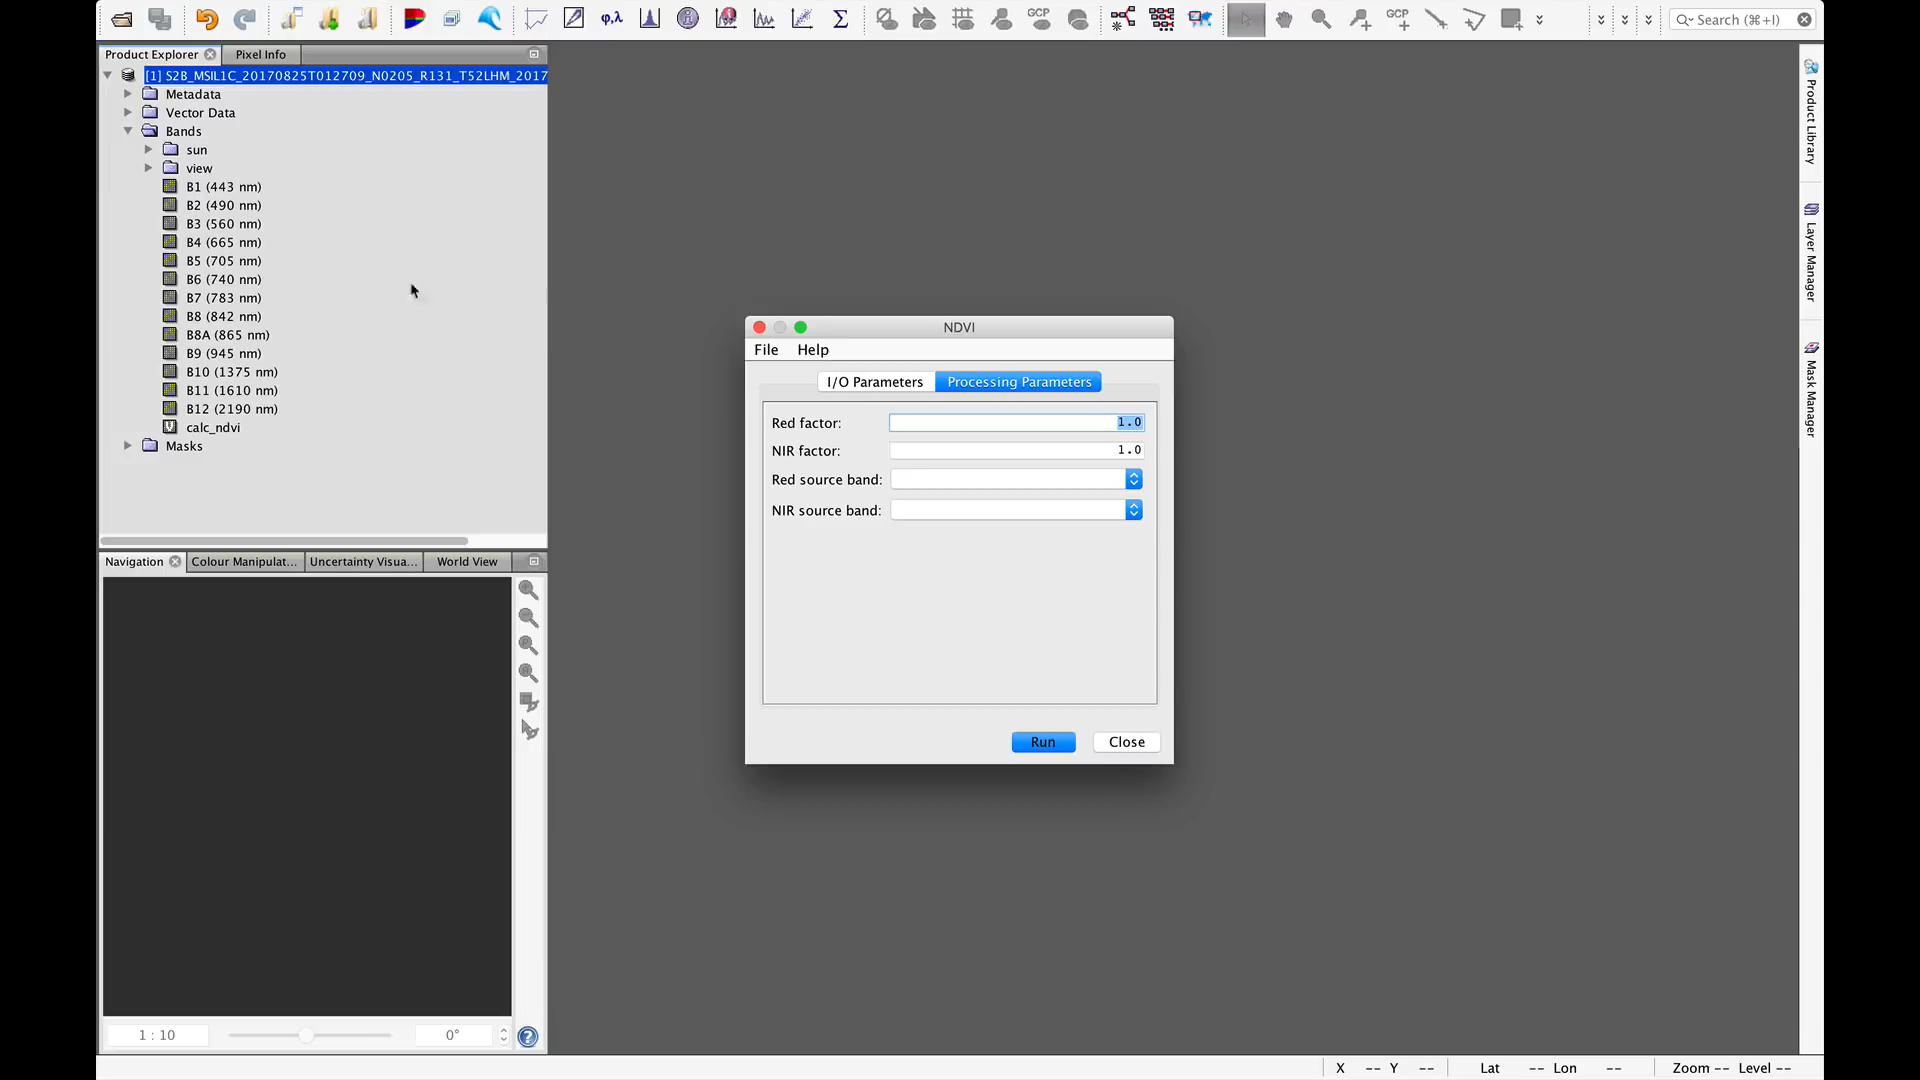 φ,λ
Σ
GCP
GCP
Search (⌘+I)
Product Explorer
Pixel Info
[1] S2B_MSIL1C_20170825T012709_N0205_R131_T52LHM_2017
Metadata
Vector Data
Bands
sun
view
B1 (443 nm)
B2 (490 nm)
B3 (560 nm)
B4 (665 nm)
B5 (705 nm)
B6 (740 nm)
B7 (783 nm)
B8 (842 nm)
B8A (865 nm)
B9 (945 nm)
B10 (1375 nm)
B11 (1610 nm)
B12 (2190 nm)
calc_ndvi
Masks
Navigation
Colour Manipulat...
Uncertainty Visua...
World View
1 : 10
0°
?
NDVI
File
Help
I/O Parameters
Processing Parameters
Red factor:
1.0
NIR factor:
1.0
Red source band:
NIR source band:
Run
Close
Product Library
Layer Manager
Mask Manager
X -- Y -- Lat -- Lon -- Zoom -- Level --